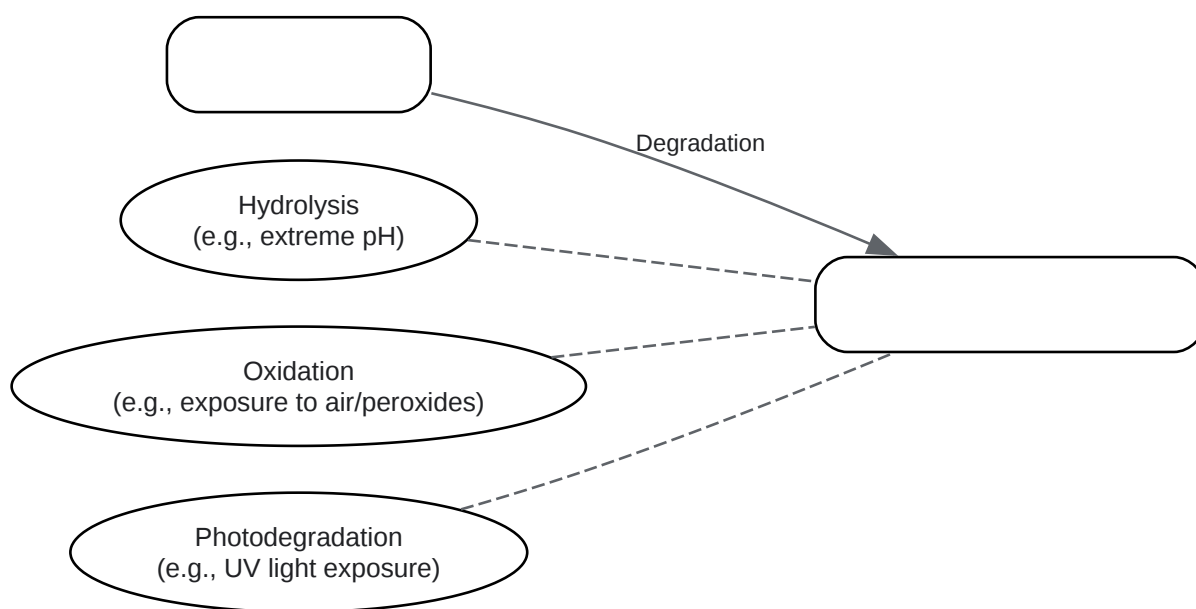 Degradation
Hydrolysis
(e.g., extreme pH)
Oxidation
(e.g., exposure to air/peroxides)
Photodegradation
(e.g., UV light exposure)